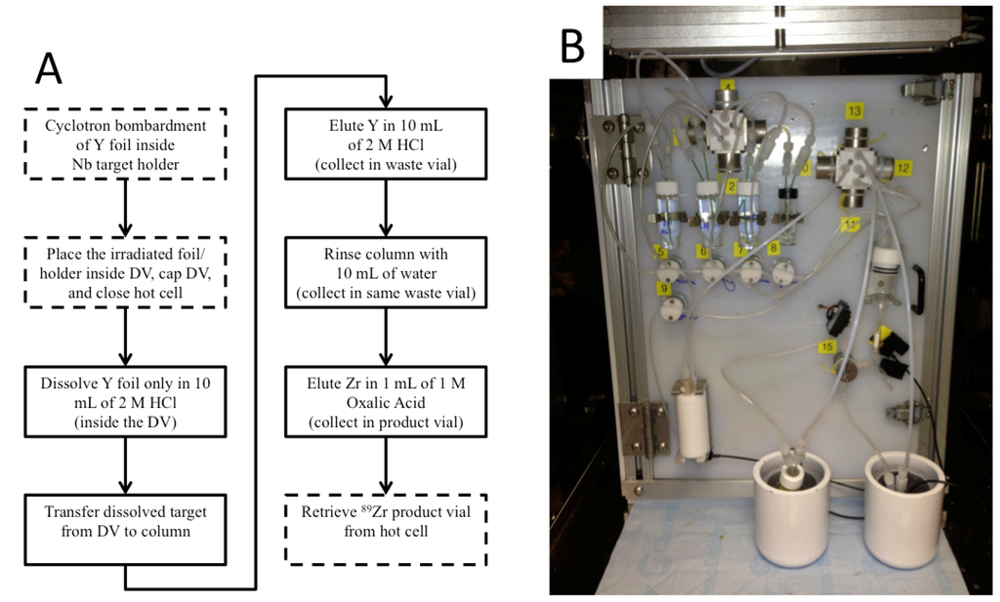 A
Cyclotron bombardment
of Y foil inside
Nb target holder
Place the irradiated foil/
holder inside DV, cap DV,
and close hot cell
Dissolve Y foil only in 10
mL of 2 M HCl
(inside the DV)
Transfer dissolved target
from DV to column
Elute Y in 10 mL
of 2 M HCl
(collect in waste vial)
Rinse column with
10 mL of water
(collect in same waste vial)
Elute Zr in 1 mL of 1 M
Oxalic Acid
(collect in product vial)
Retrieve ⁸⁹Zr product vial
from hot cell
B
4
13
12
2
11
5
6
7
8
9
15